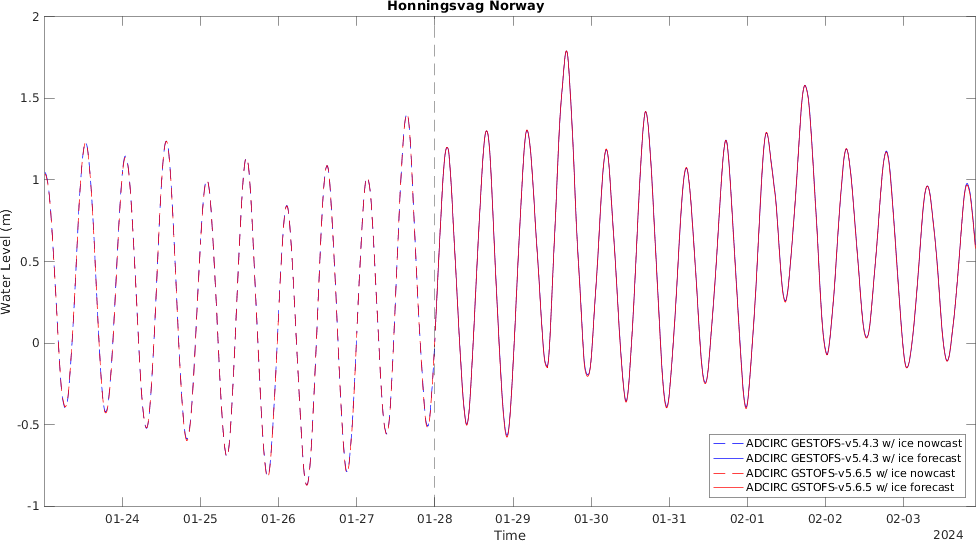 Honningsvag Norway
2
1.5
1
0.5
0
-0.5
-1
Water Level (m)
01-24 01-25 01-26 01-27 01-28 01-29 01-30 01-31 02-01 02-02 02-03
Time
2024
ADCIRC GESTOFS-v5.4.3 w/ ice nowcast
ADCIRC GESTOFS-v5.4.3 w/ ice forecast
ADCIRC GSTOFS-v5.6.5 w/ ice nowcast
ADCIRC GSTOFS-v5.6.5 w/ ice forecast